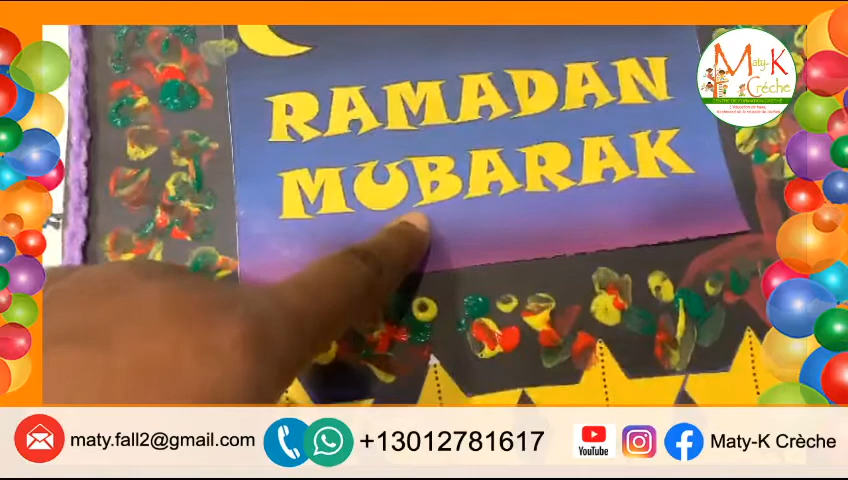 RAMADAN
MUBARAK
Maty-K
Crèche
maty.fall2@gmail.com
+13012781617
YouTube
Maty-K Crèche